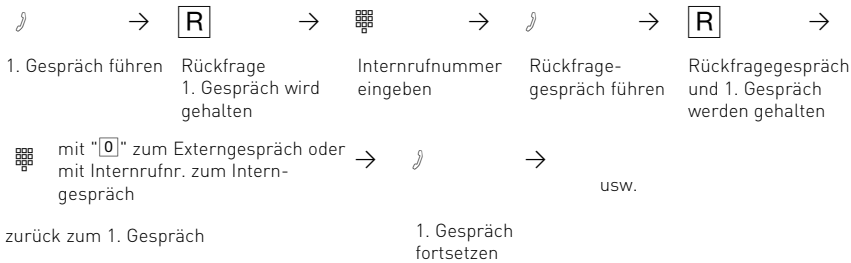 R
R
1. Gespräch führen
Rückfrage
1. Gespräch wird
gehalten
Internrufnummer
eingeben
Rückfrage-
gespräch führen
Rückfragegespräch
und 1. Gespräch
werden gehalten
mit "0" zum Externgespräch oder
mit Internrufnr. zum Intern-
gespräch
usw.
zurück zum 1. Gespräch
1. Gespräch
fortsetzen